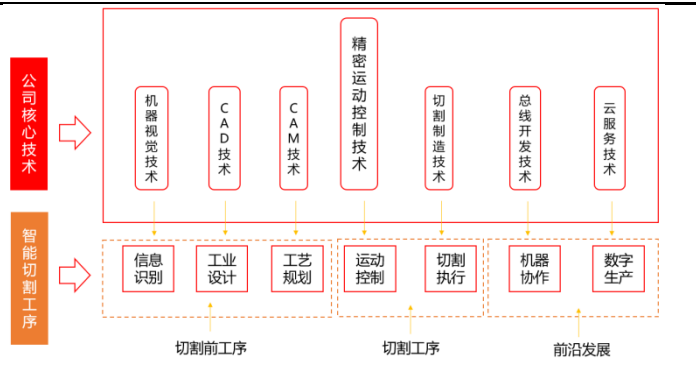 公司核心技术
机器视觉技术
CAD技术
CAM技术
精密运动控制技术
切割制造技术
总线开发技术
云服务技术
智能切割工序
信息
识别
工业
设计
工艺
规划
运动
控制
切割
执行
机器
协作
数字
生产
切割前工序
切割工序
前沿发展